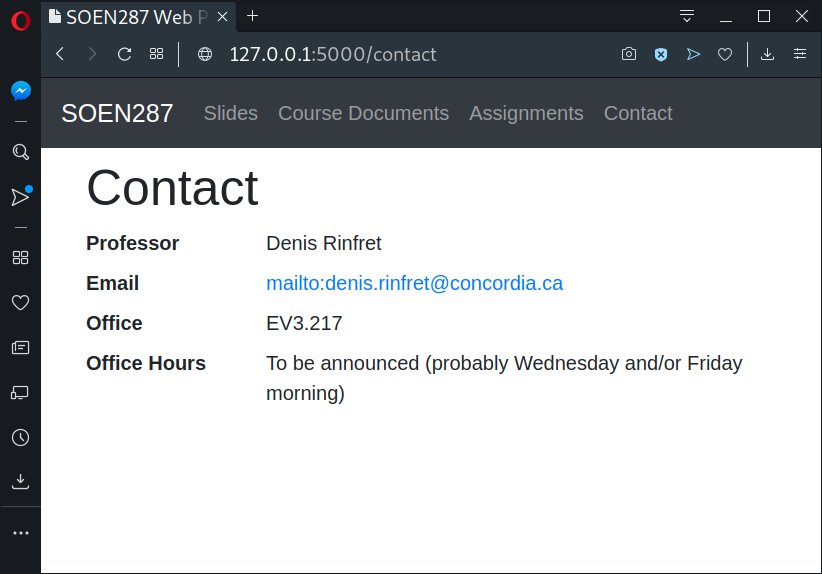 SOEN287 Web P
127.0.0.1:5000/contact
SOEN287 Slides Course Documents Assignments Contact
Contact
Professor Denis Rinfret
Email mailto:denis.rinfret@concordia.ca
Office EV3.217
Office Hours To be announced (probably Wednesday and/or Friday
morning)